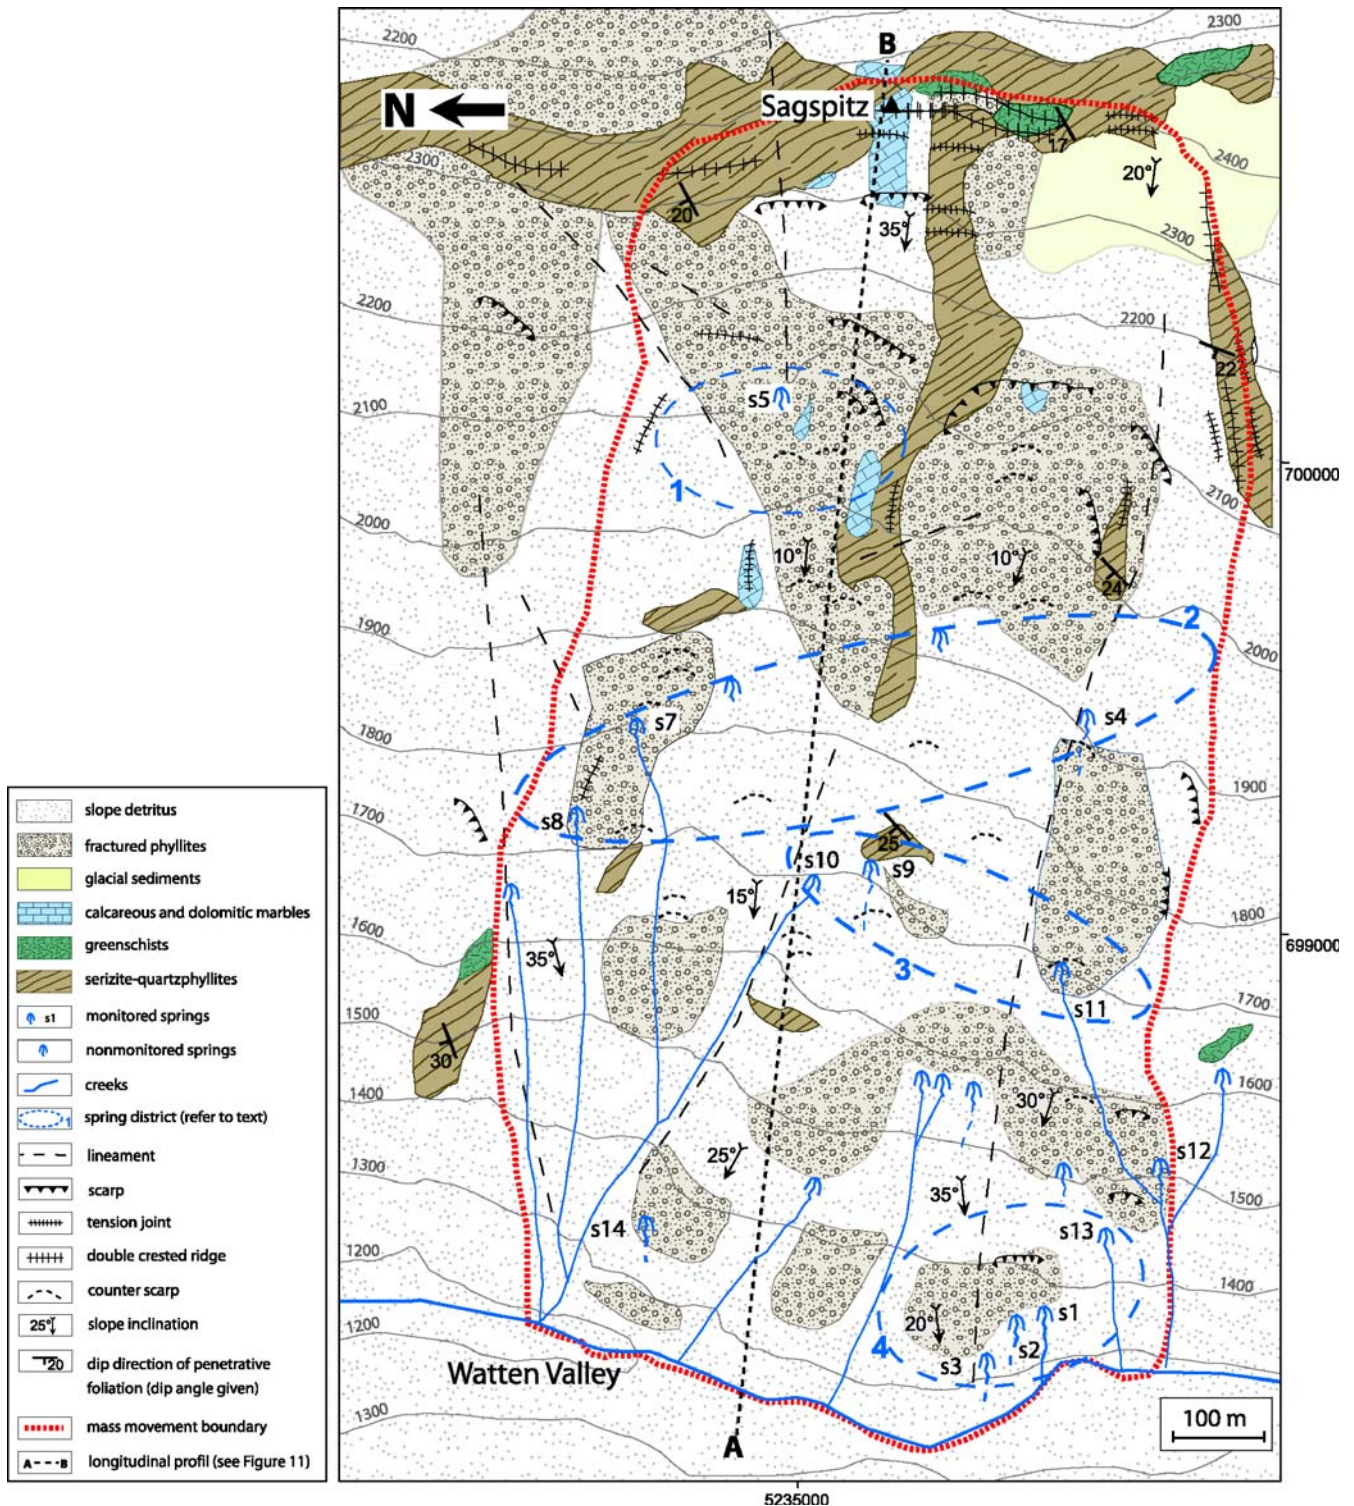 2200
2300
B
N
Sagspitz
17
2300
2400
20°
20
35°
2300
2200
2200
22
s5
2100
1
2100
700000
2000
10°
10°
24
1900
2
2000
s7
s4
1800
1900
1700
s8
25
s10
s9
15°
1800
1600
35°
3
699000
1700
1500
s11
30
1600
1400
30°
25°
s12
1300
35°
1500
s14
s13
1200
1400
s1
20°
1200
4
s2
s3
Watten Valley
1300
A
100 m
5235000
slope detritus
fractured phyllites
glacial sediments
calcareous and dolomitic marbles
greenschists
serizite-quartzphyllites
s1 monitored springs
nonmonitored springs
creeks
1 spring district (refer to text)
lineament
scarp
tension joint
double crested ridge
counter scarp
25° slope inclination
20 dip direction of penetrative
foliation (dip angle given)
mass movement boundary
A B longitudinal profil (see Figure 11)